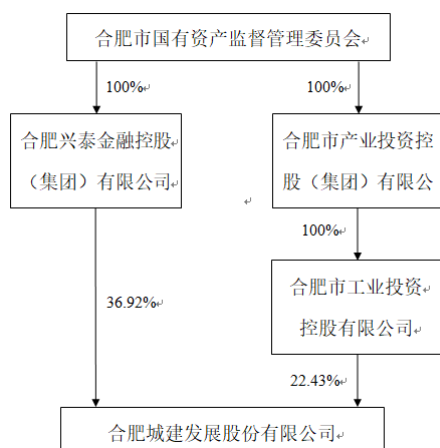 合肥市国有资产监督管理委员会
100%
100%
合肥兴泰金融控股
（集团）有限公司
合肥市产业投资控
股（集团）有限公
100%
合肥市工业投资
控股有限公司
36.92%
22.43%
合肥城建发展股份有限公司